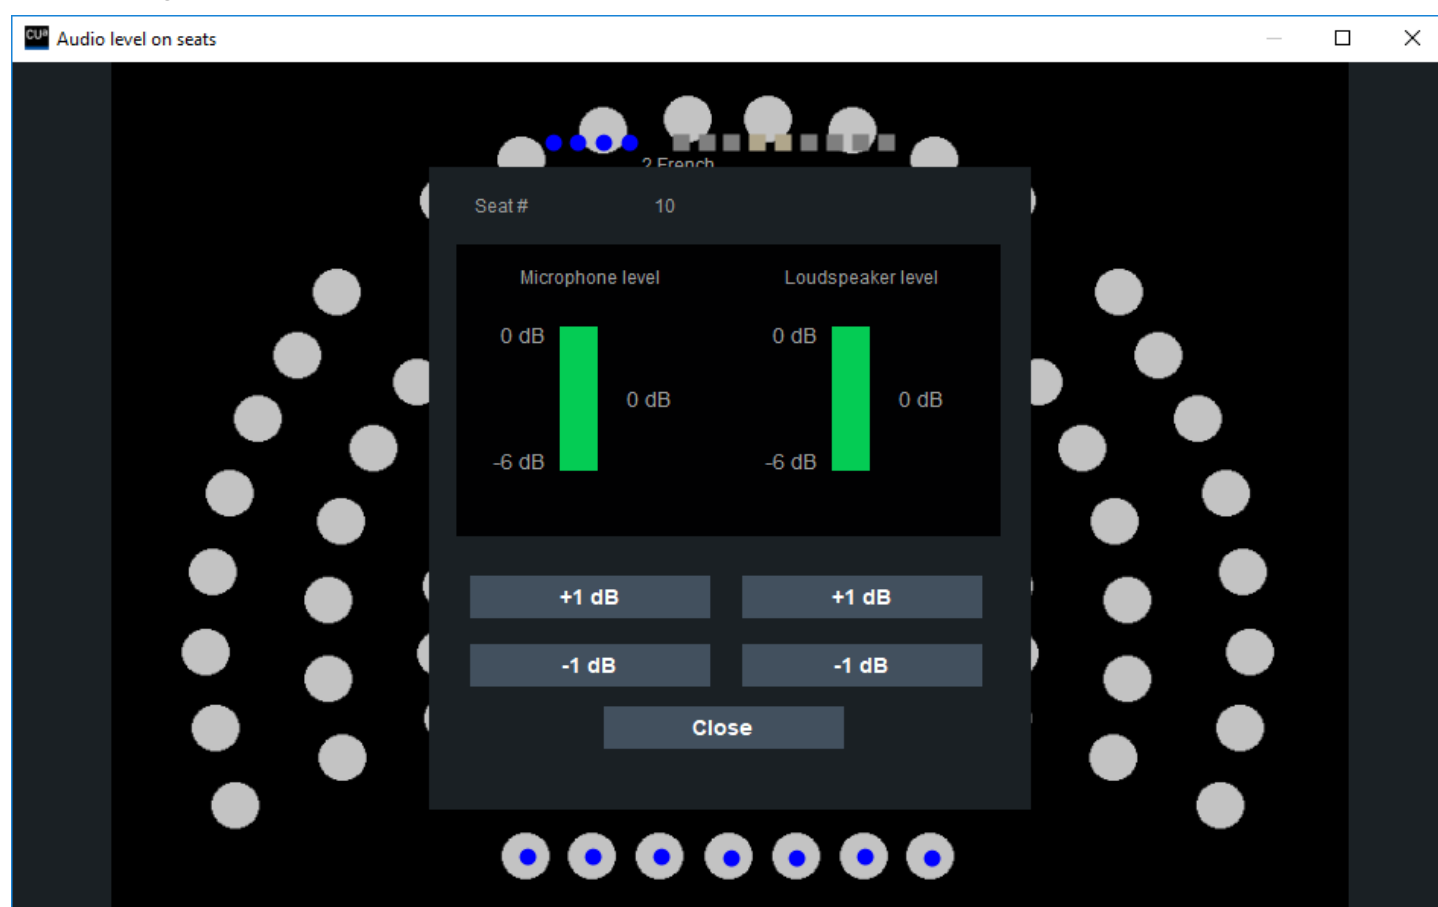 CUa Audio level on seats
2 French
Seat # 10
Microphone level Loudspeaker level
0 dB 0 dB
0 dB 0 dB
-6 dB -6 dB
+1 dB +1 dB
-1 dB -1 dB
Close